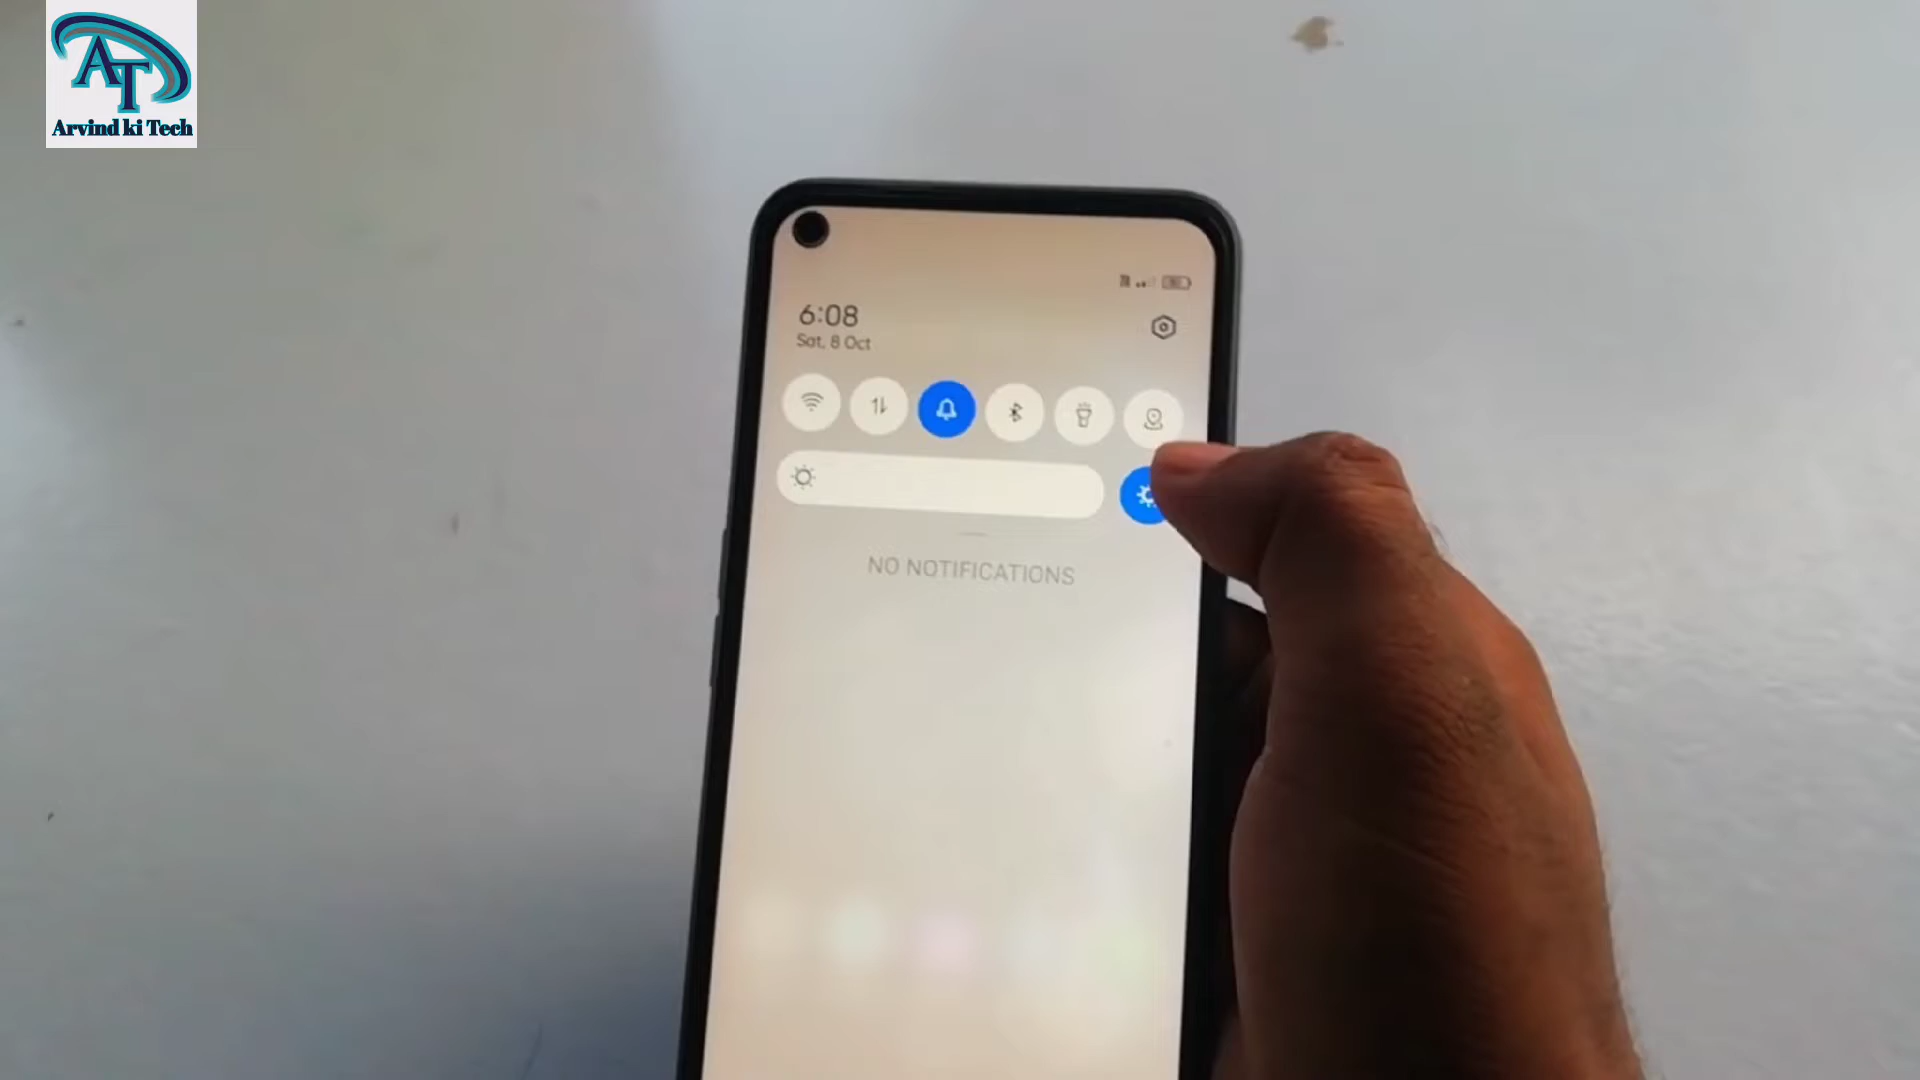 AT
Arvind ki Tech
6:08
Sat, 8 Oct
NO NOTIFICATIONS